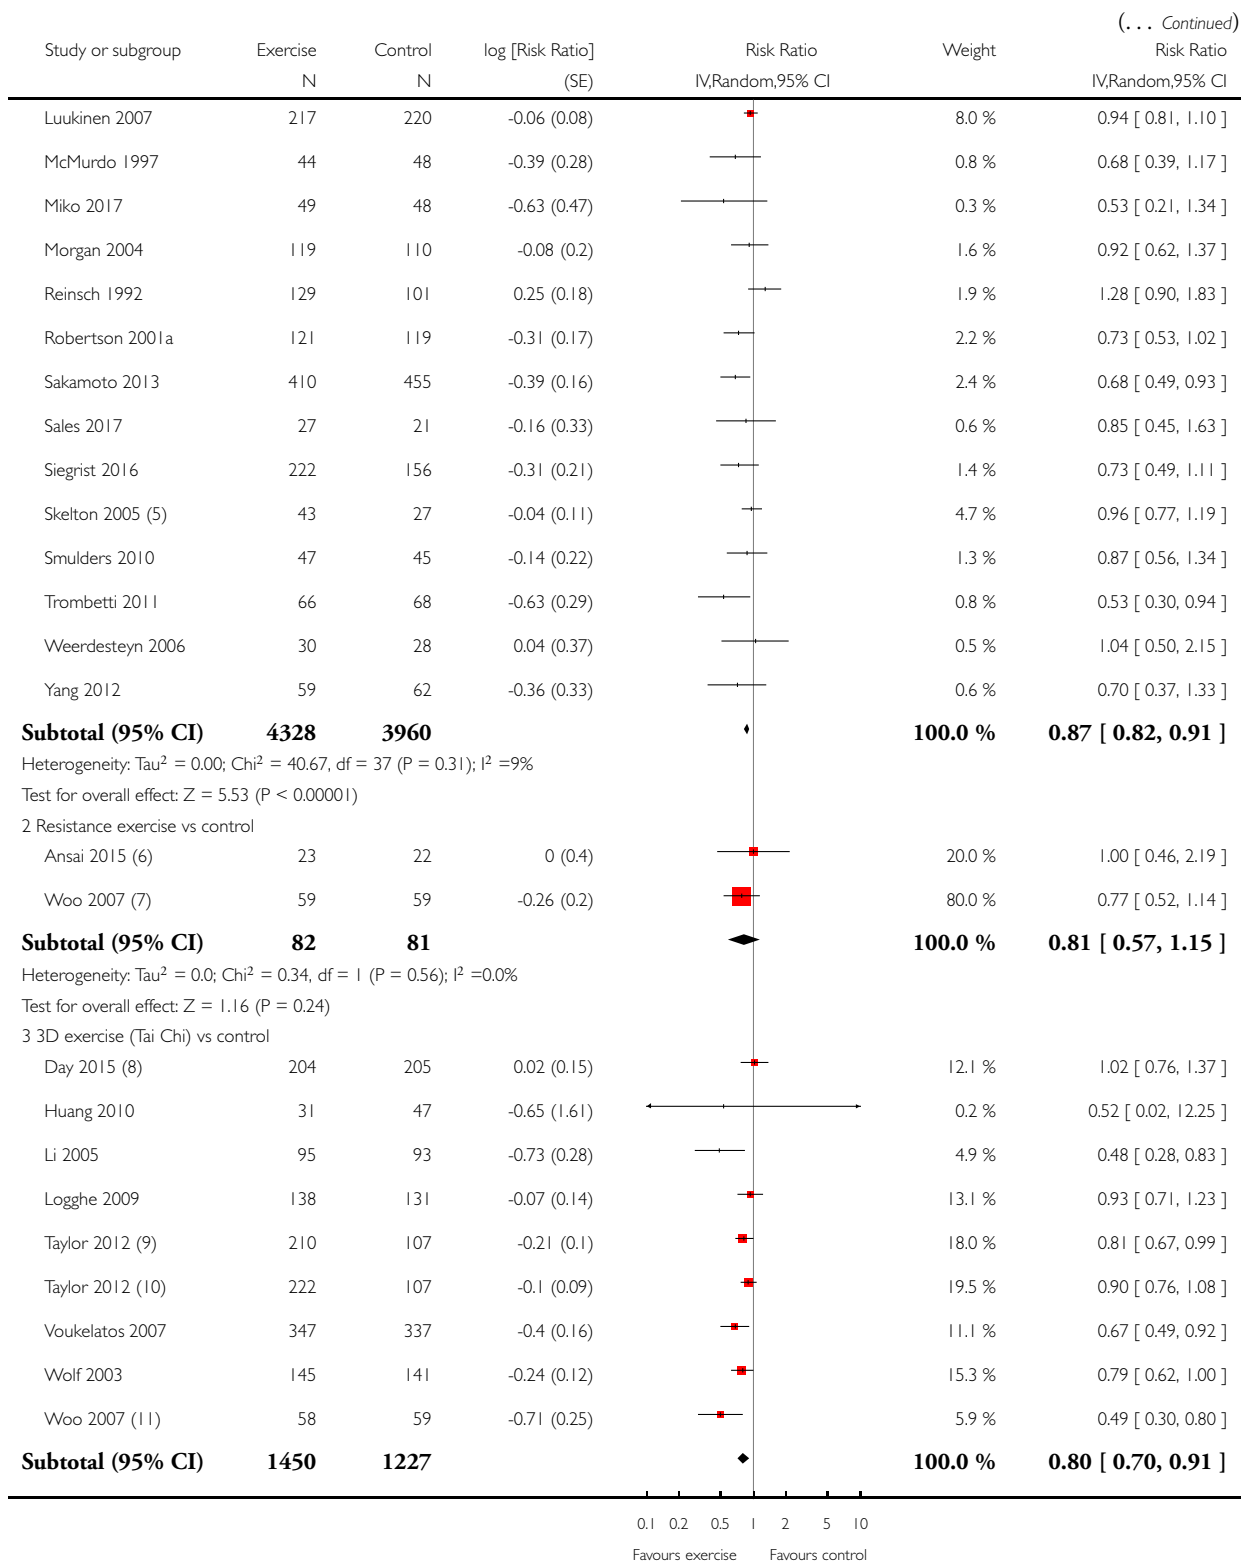 (... Continued)
Study or subgroup Exercise Control log [Risk Ratio] Risk Ratio Weight Risk Ratio
N N (SE) IV,Random,95% CI IV,Random,95% CI
Luukinen 2007 217 220 -0.06 (0.08) 8.0 % 0.94 [ 0.81, 1.10 ]
McMurdo 1997 44 48 -0.39 (0.28) 0.8 % 0.68 [ 0.39, 1.17 ]
Miko 2017 49 48 -0.63 (0.47) 0.3 % 0.53 [ 0.21, 1.34 ]
Morgan 2004 119 110 -0.08 (0.2) 1.6 % 0.92 [ 0.62, 1.37 ]
Reinsch 1992 129 101 0.25 (0.18) 1.9 % 1.28 [ 0.90, 1.83 ]
Robertson 2001a 121 119 -0.31 (0.17) 2.2 % 0.73 [ 0.53, 1.02 ]
Sakamoto 2013 410 455 -0.39 (0.16) 2.4 % 0.68 [ 0.49, 0.93 ]
Sales 2017 27 21 -0.16 (0.33) 0.6 % 0.85 [ 0.45, 1.63 ]
Siegrist 2016 222 156 -0.31 (0.21) 1.4 % 0.73 [ 0.49, 1.11 ]
Skelton 2005 (5) 43 27 -0.04 (0.11) 4.7 % 0.96 [ 0.77, 1.19 ]
Smulders 2010 47 45 -0.14 (0.22) 1.3 % 0.87 [ 0.56, 1.34 ]
Trombetti 2011 66 68 -0.63 (0.29) 0.8 % 0.53 [ 0.30, 0.94 ]
Weerdesteyn 2006 30 28 0.04 (0.37) 0.5 % 1.04 [ 0.50, 2.15 ]
Yang 2012 59 62 -0.36 (0.33) 0.6 % 0.70 [ 0.37, 1.33 ]
Subtotal (95% CI) 4328 3960 100.0 % 0.87 [ 0.82, 0.91 ]
Heterogeneity: Tau² = 0.00; Chi² = 40.67, df = 37 (P = 0.31); I² =9%
Test for overall effect: Z = 5.53 (P < 0.00001)
2 Resistance exercise vs control
Ansai 2015 (6) 23 22 0 (0.4) 20.0 % 1.00 [ 0.46, 2.19 ]
Woo 2007 (7) 59 59 -0.26 (0.2) 80.0 % 0.77 [ 0.52, 1.14 ]
Subtotal (95% CI) 82 81 100.0 % 0.81 [ 0.57, 1.15 ]
Heterogeneity: Tau² = 0.0; Chi² = 0.34, df = 1 (P = 0.56); I² =0.0%
Test for overall effect: Z = 1.16 (P = 0.24)
3 3D exercise (Tai Chi) vs control
Day 2015 (8) 204 205 0.02 (0.15) 12.1 % 1.02 [ 0.76, 1.37 ]
Huang 2010 31 47 -0.65 (1.61) 0.2 % 0.52 [ 0.02, 12.25 ]
Li 2005 95 93 -0.73 (0.28) 4.9 % 0.48 [ 0.28, 0.83 ]
Logghe 2009 138 131 -0.07 (0.14) 13.1 % 0.93 [ 0.71, 1.23 ]
Taylor 2012 (9) 210 107 -0.21 (0.1) 18.0 % 0.81 [ 0.67, 0.99 ]
Taylor 2012 (10) 222 107 -0.1 (0.09) 19.5 % 0.90 [ 0.76, 1.08 ]
Voukelatos 2007 347 337 -0.4 (0.16) 11.1 % 0.67 [ 0.49, 0.92 ]
Wolf 2003 145 141 -0.24 (0.12) 15.3 % 0.79 [ 0.62, 1.00 ]
Woo 2007 (11) 58 59 -0.71 (0.25) 5.9 % 0.49 [ 0.30, 0.80 ]
Subtotal (95% CI) 1450 1227 100.0 % 0.80 [ 0.70, 0.91 ]
0.1 0.2 0.5 1 2 5 10
Favours exercise Favours control